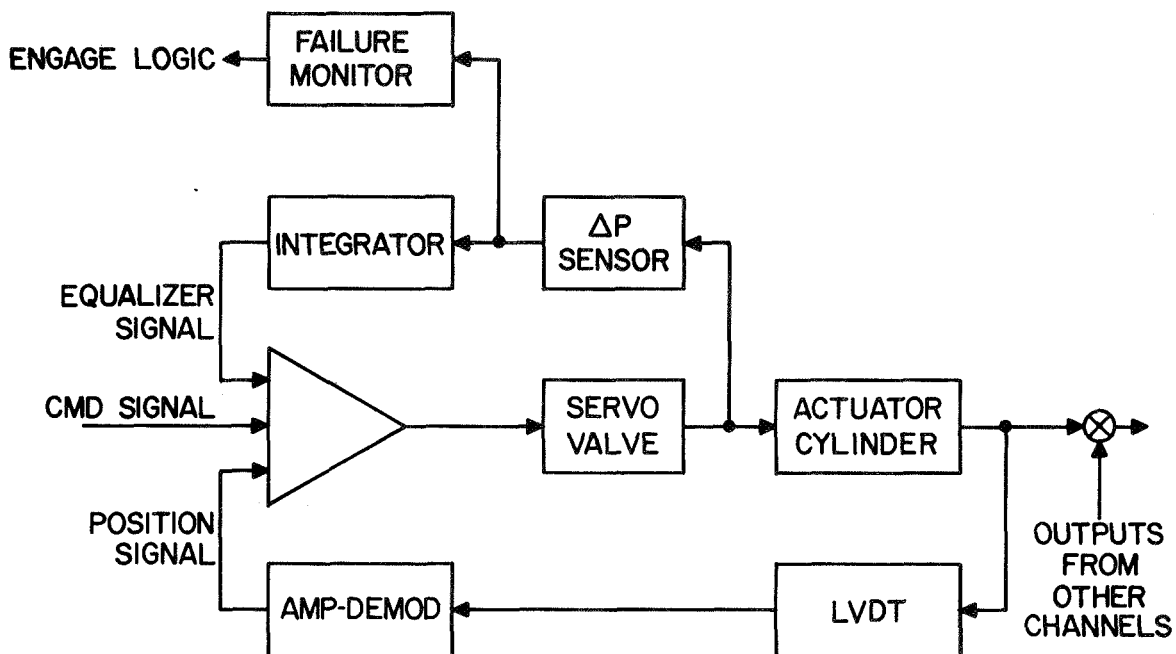 ENGAGE LOGIC
FAILURE
MONITOR
INTEGRATOR
ΔP
SENSOR
EQUALIZER
SIGNAL
CMD SIGNAL
SERVO
VALVE
ACTUATOR
CYLINDER
POSITION
SIGNAL
AMP-DEMOD
LVDT
OUTPUTS
FROM
OTHER
CHANNELS